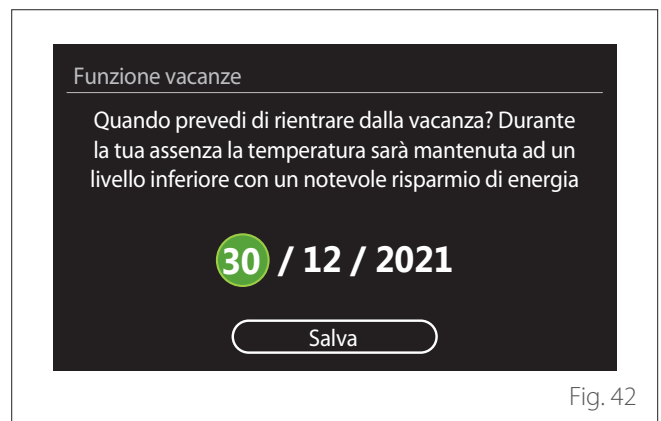 Funzione vacanze
Quando prevedi di rientrare dalla vacanza? Durante
la tua assenza la temperatura sarà mantenuta ad un
livello inferiore con un notevole risparmio di energia
30 / 12 / 2021
Salva
Fig. 42